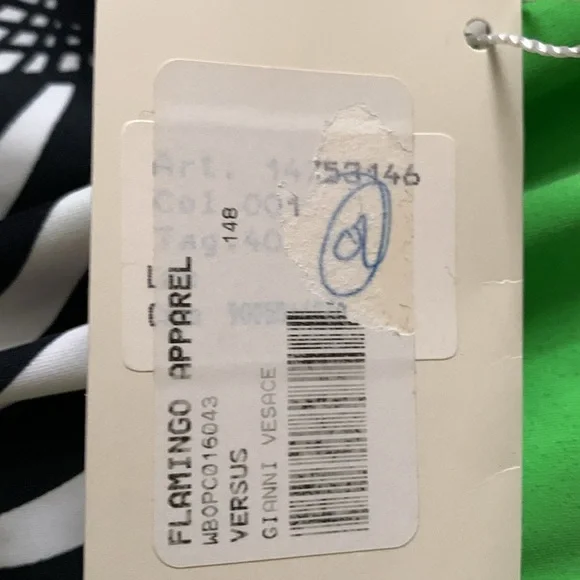 FLAMINGO APPAREL
WBOPC016043
148
VERSUS
GIANNI VESACE
Art. 14753146
Col. 001
Tag. 40
a